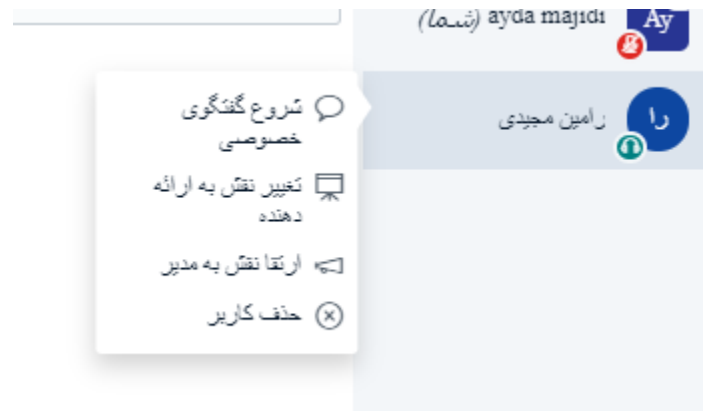 ayda majidi (شما)
Ay
رامین مجیدی
را
شروع گفتگوی
خصوصی
تغییر نقش به ارائه
دهنده
ارتقا نقش به مدیر
حذف کاربر